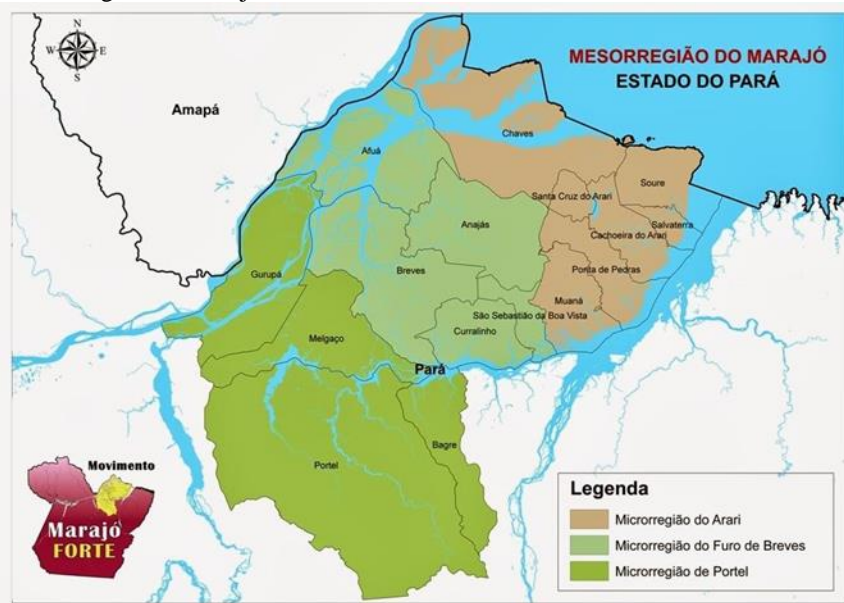 N
W
E
S
MESORREGIÃO DO MARAJÓ
ESTADO DO PARÁ
Amapá
Chaves
Afuá
Soure
Santa Cruz do Arari
Salvaterra
Anajás
Cachoeira do Arari
Gurupá
Breves
Ponta de Pedras
Muaná
São Sebastião da Boa Vista
Curralinho
Melgaço
Pará
Bagre
Portel
Movimento
Marajó
FORTE
Legenda
Microrregião do Arari
Microrregião do Furo de Breves
Microrregião de Portel